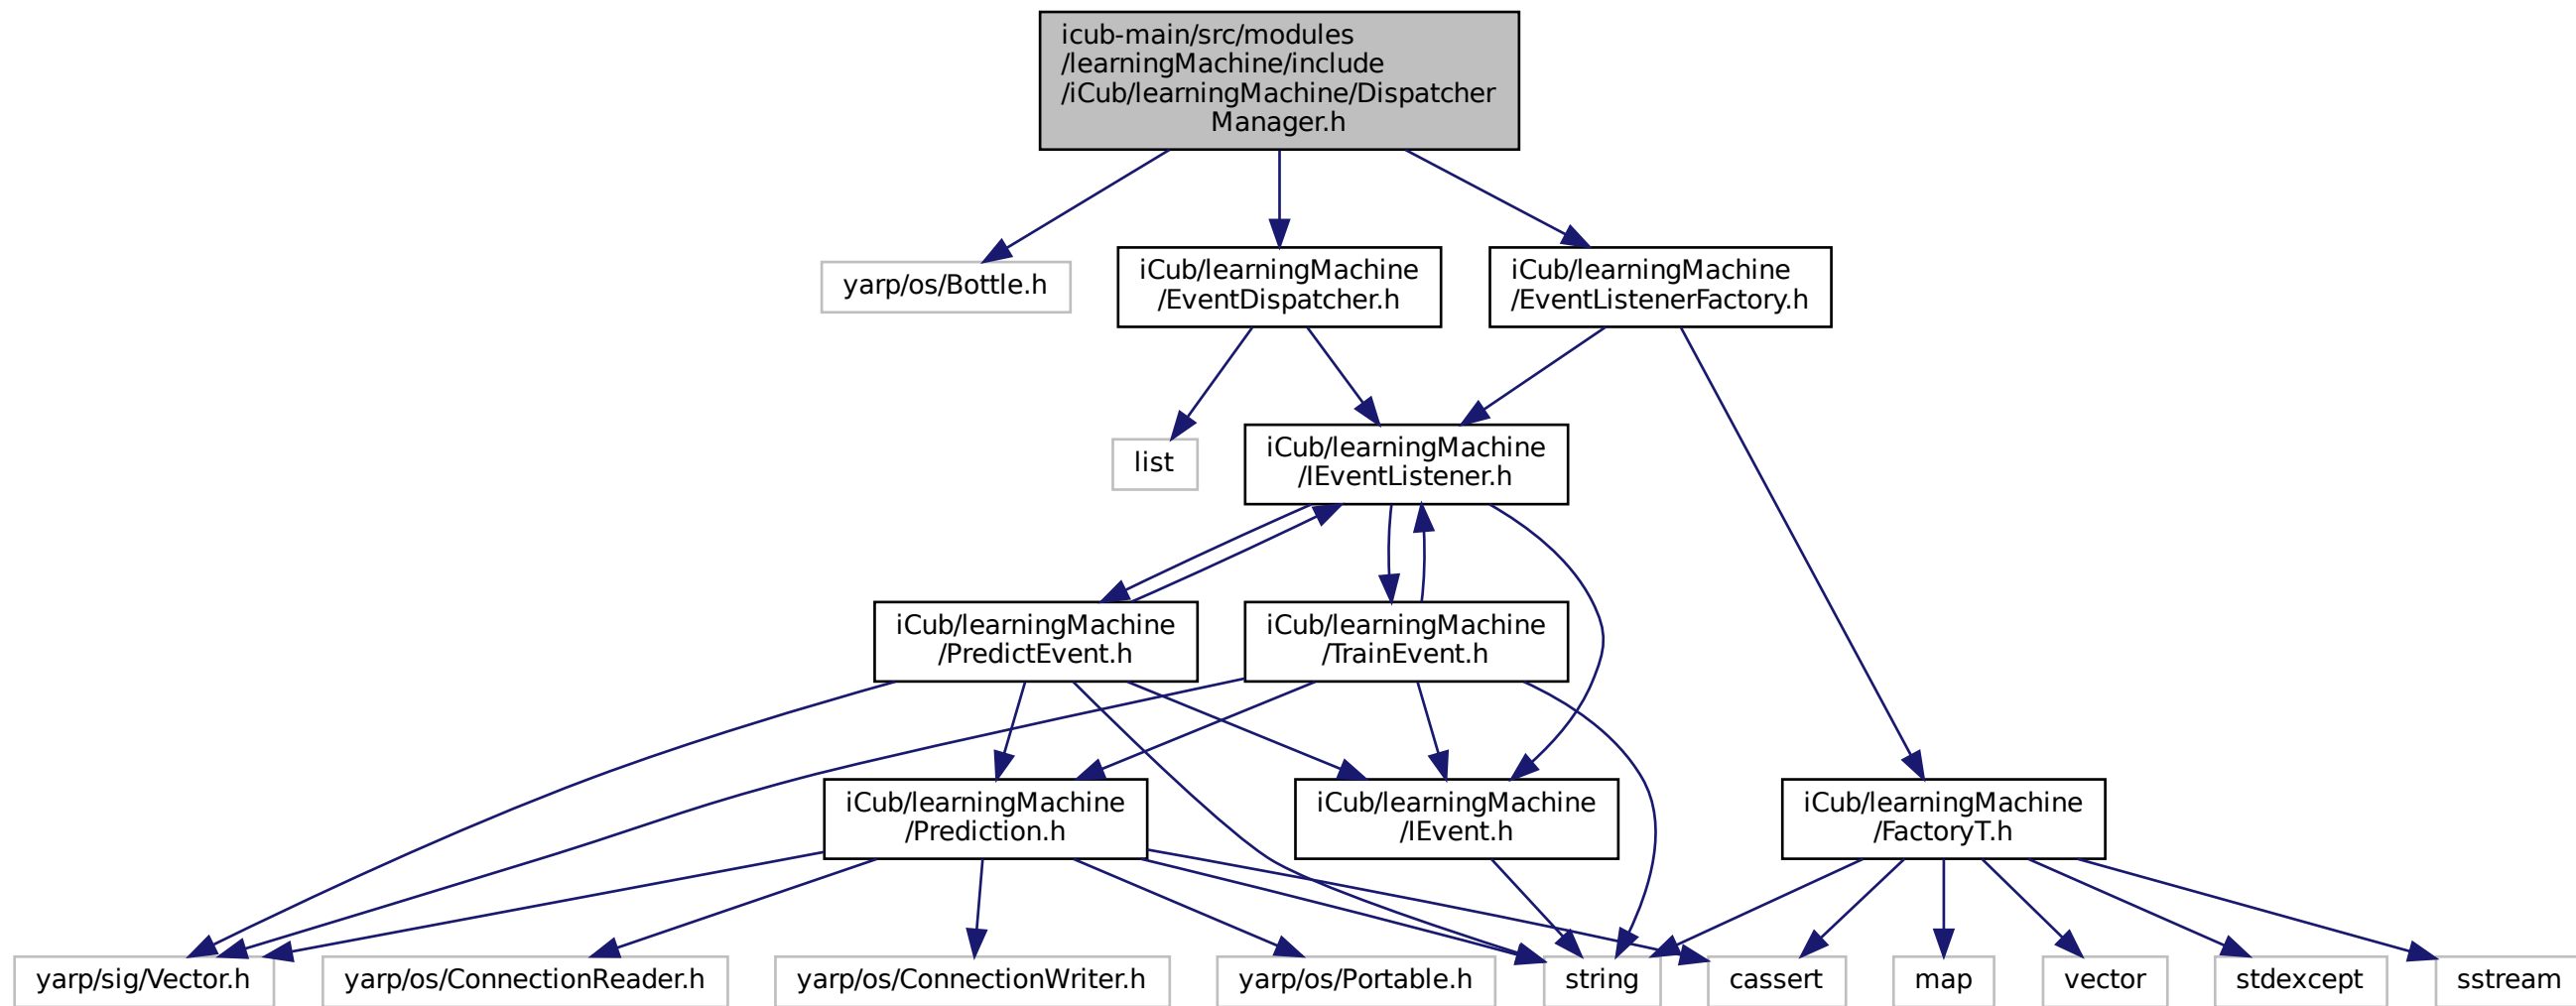 icub-main/src/modules
/learningMachine/include
/iCub/learningMachine/Dispatcher
Manager.h
yarp/os/Bottle.h
iCub/learningMachine
/EventDispatcher.h
iCub/learningMachine
/EventListenerFactory.h
list
iCub/learningMachine
/IEventListener.h
iCub/learningMachine
/PredictEvent.h
iCub/learningMachine
/TrainEvent.h
iCub/learningMachine
/Prediction.h
iCub/learningMachine
/IEvent.h
iCub/learningMachine
/FactoryT.h
yarp/sig/Vector.h
yarp/os/ConnectionReader.h
yarp/os/ConnectionWriter.h
yarp/os/Portable.h
string
cassert
map
vector
stdexcept
sstream